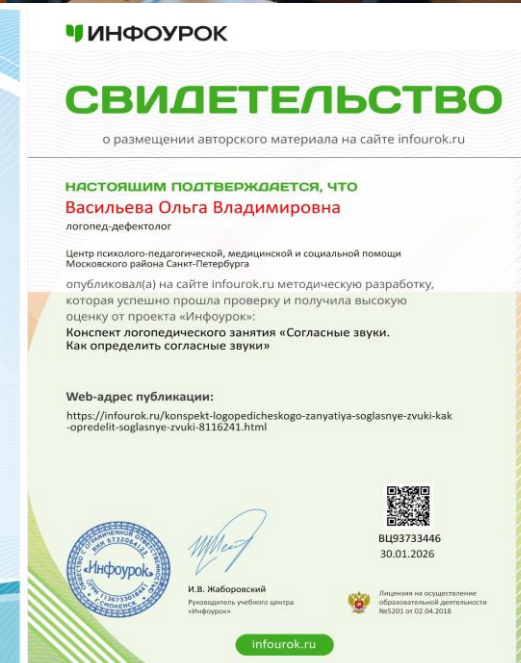 ИНФОУРОК
СВИДЕТЕЛЬСТВО
о размещении авторского материала на сайте infourok.ru
НАСТОЯЩИМ ПОДТВЕРЖДАЕТСЯ, ЧТО
Васильева Ольга Владимировна
логопед-дефектолог
Центр психолого-педагогической, медицинской и социальной помощи
Московского района Санкт-Петербурга
опубликовал(а) на сайте infourok.ru методическую разработку,
которая успешно прошла проверку и получила высокую
оценку от проекта «Инфоурок»:
Конспект логопедического занятия «Согласные звуки.
Как определить согласные звуки»
Web-адрес публикации:
https://infourok.ru/konspekt-logopedicheskogo-zanyatiya-soglasnye-zvuki-kak
-opredelit-soglasnye-zvuki-8116241.html
ВЦ93733446
30.01.2026
«Инфоурок»
г. СМОЛЕНСК
И.В. Жаборовский
Руководитель учебного центра
«Инфоурок»
Лицензия на осуществление
образовательной деятельности
№5201 от 02.04.2018
infourok.ru